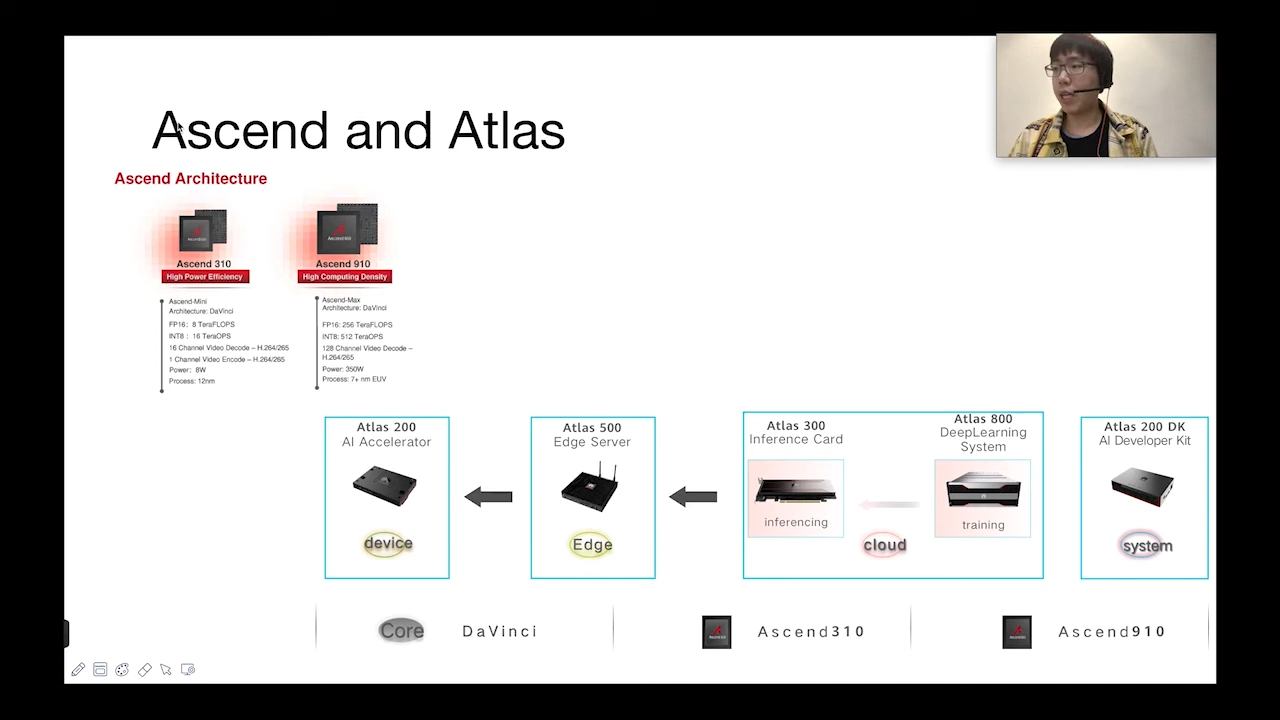 Ascend and Atlas
Ascend Architecture
Ascend 310
High Power Efficiency
Ascend-Mini
Architecture: DaVinci
FP16: 8 TeraFLOPS
INT8 : 16 TeraOPS
16 Channel Video Decode – H.264/265
1 Channel Video Encode – H.264/265
Power: 8W
Process: 12nm
Ascend 910
High Computing Density
Ascend-Max
Architecture: DaVinci
FP16: 256 TeraFLOPS
INT8: 512 TeraOPS
128 Channel Video Decode –
H.264/265
Power: 350W
Process: 7+ nm EUV
Atlas 200
AI Accelerator
device
Atlas 500
Edge Server
Edge
Atlas 300
Inference Card
inferencing
Atlas 800
DeepLearning
System
training
cloud
Atlas 200 DK
AI Developer Kit
system
Core
DaVinci
Ascend310
Ascend910